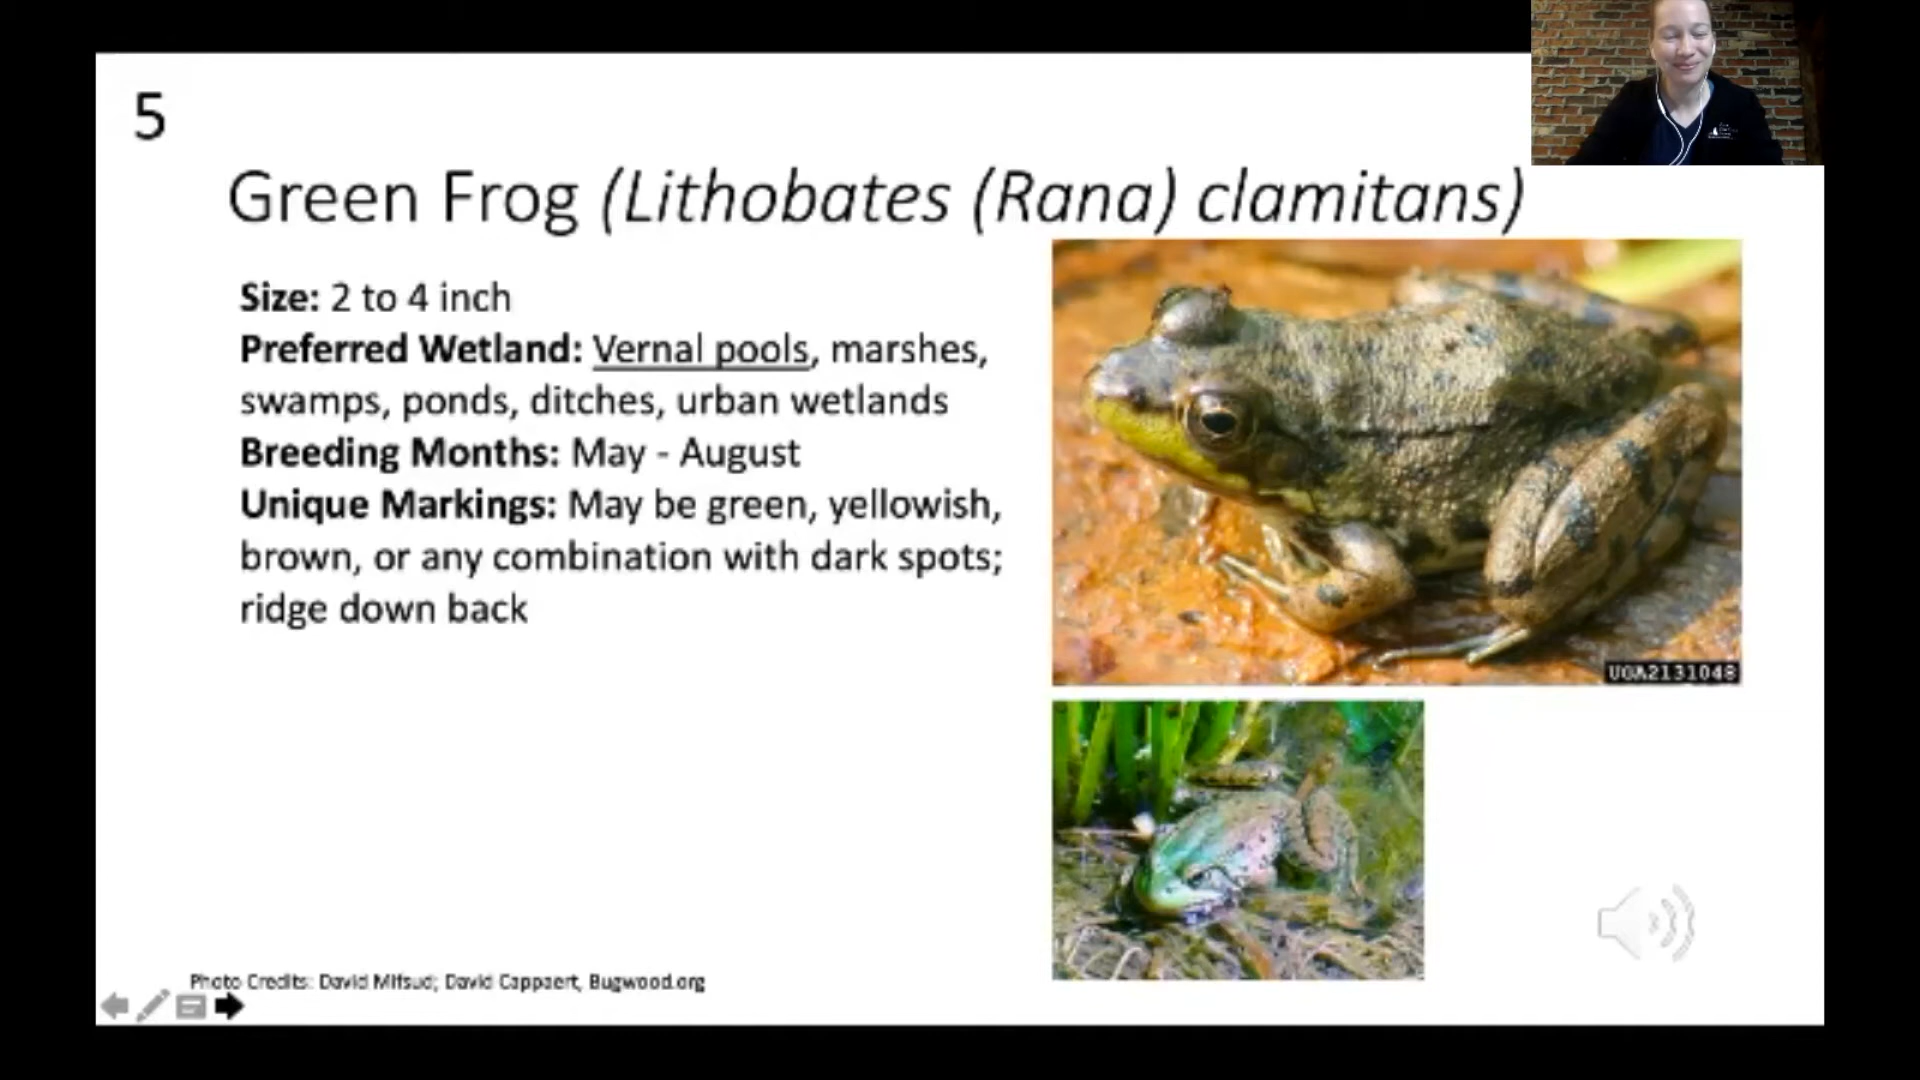 5
Green Frog (Lithobates (Rana) clamitans)
Size: 2 to 4 inch
Preferred Wetland: Vernal pools, marshes,
swamps, ponds, ditches, urban wetlands
Breeding Months: May - August
Unique Markings: May be green, yellowish,
brown, or any combination with dark spots;
ridge down back
UGA2131048
Photo Credits: David Mifsud; David Cappaert, Bugwood.org